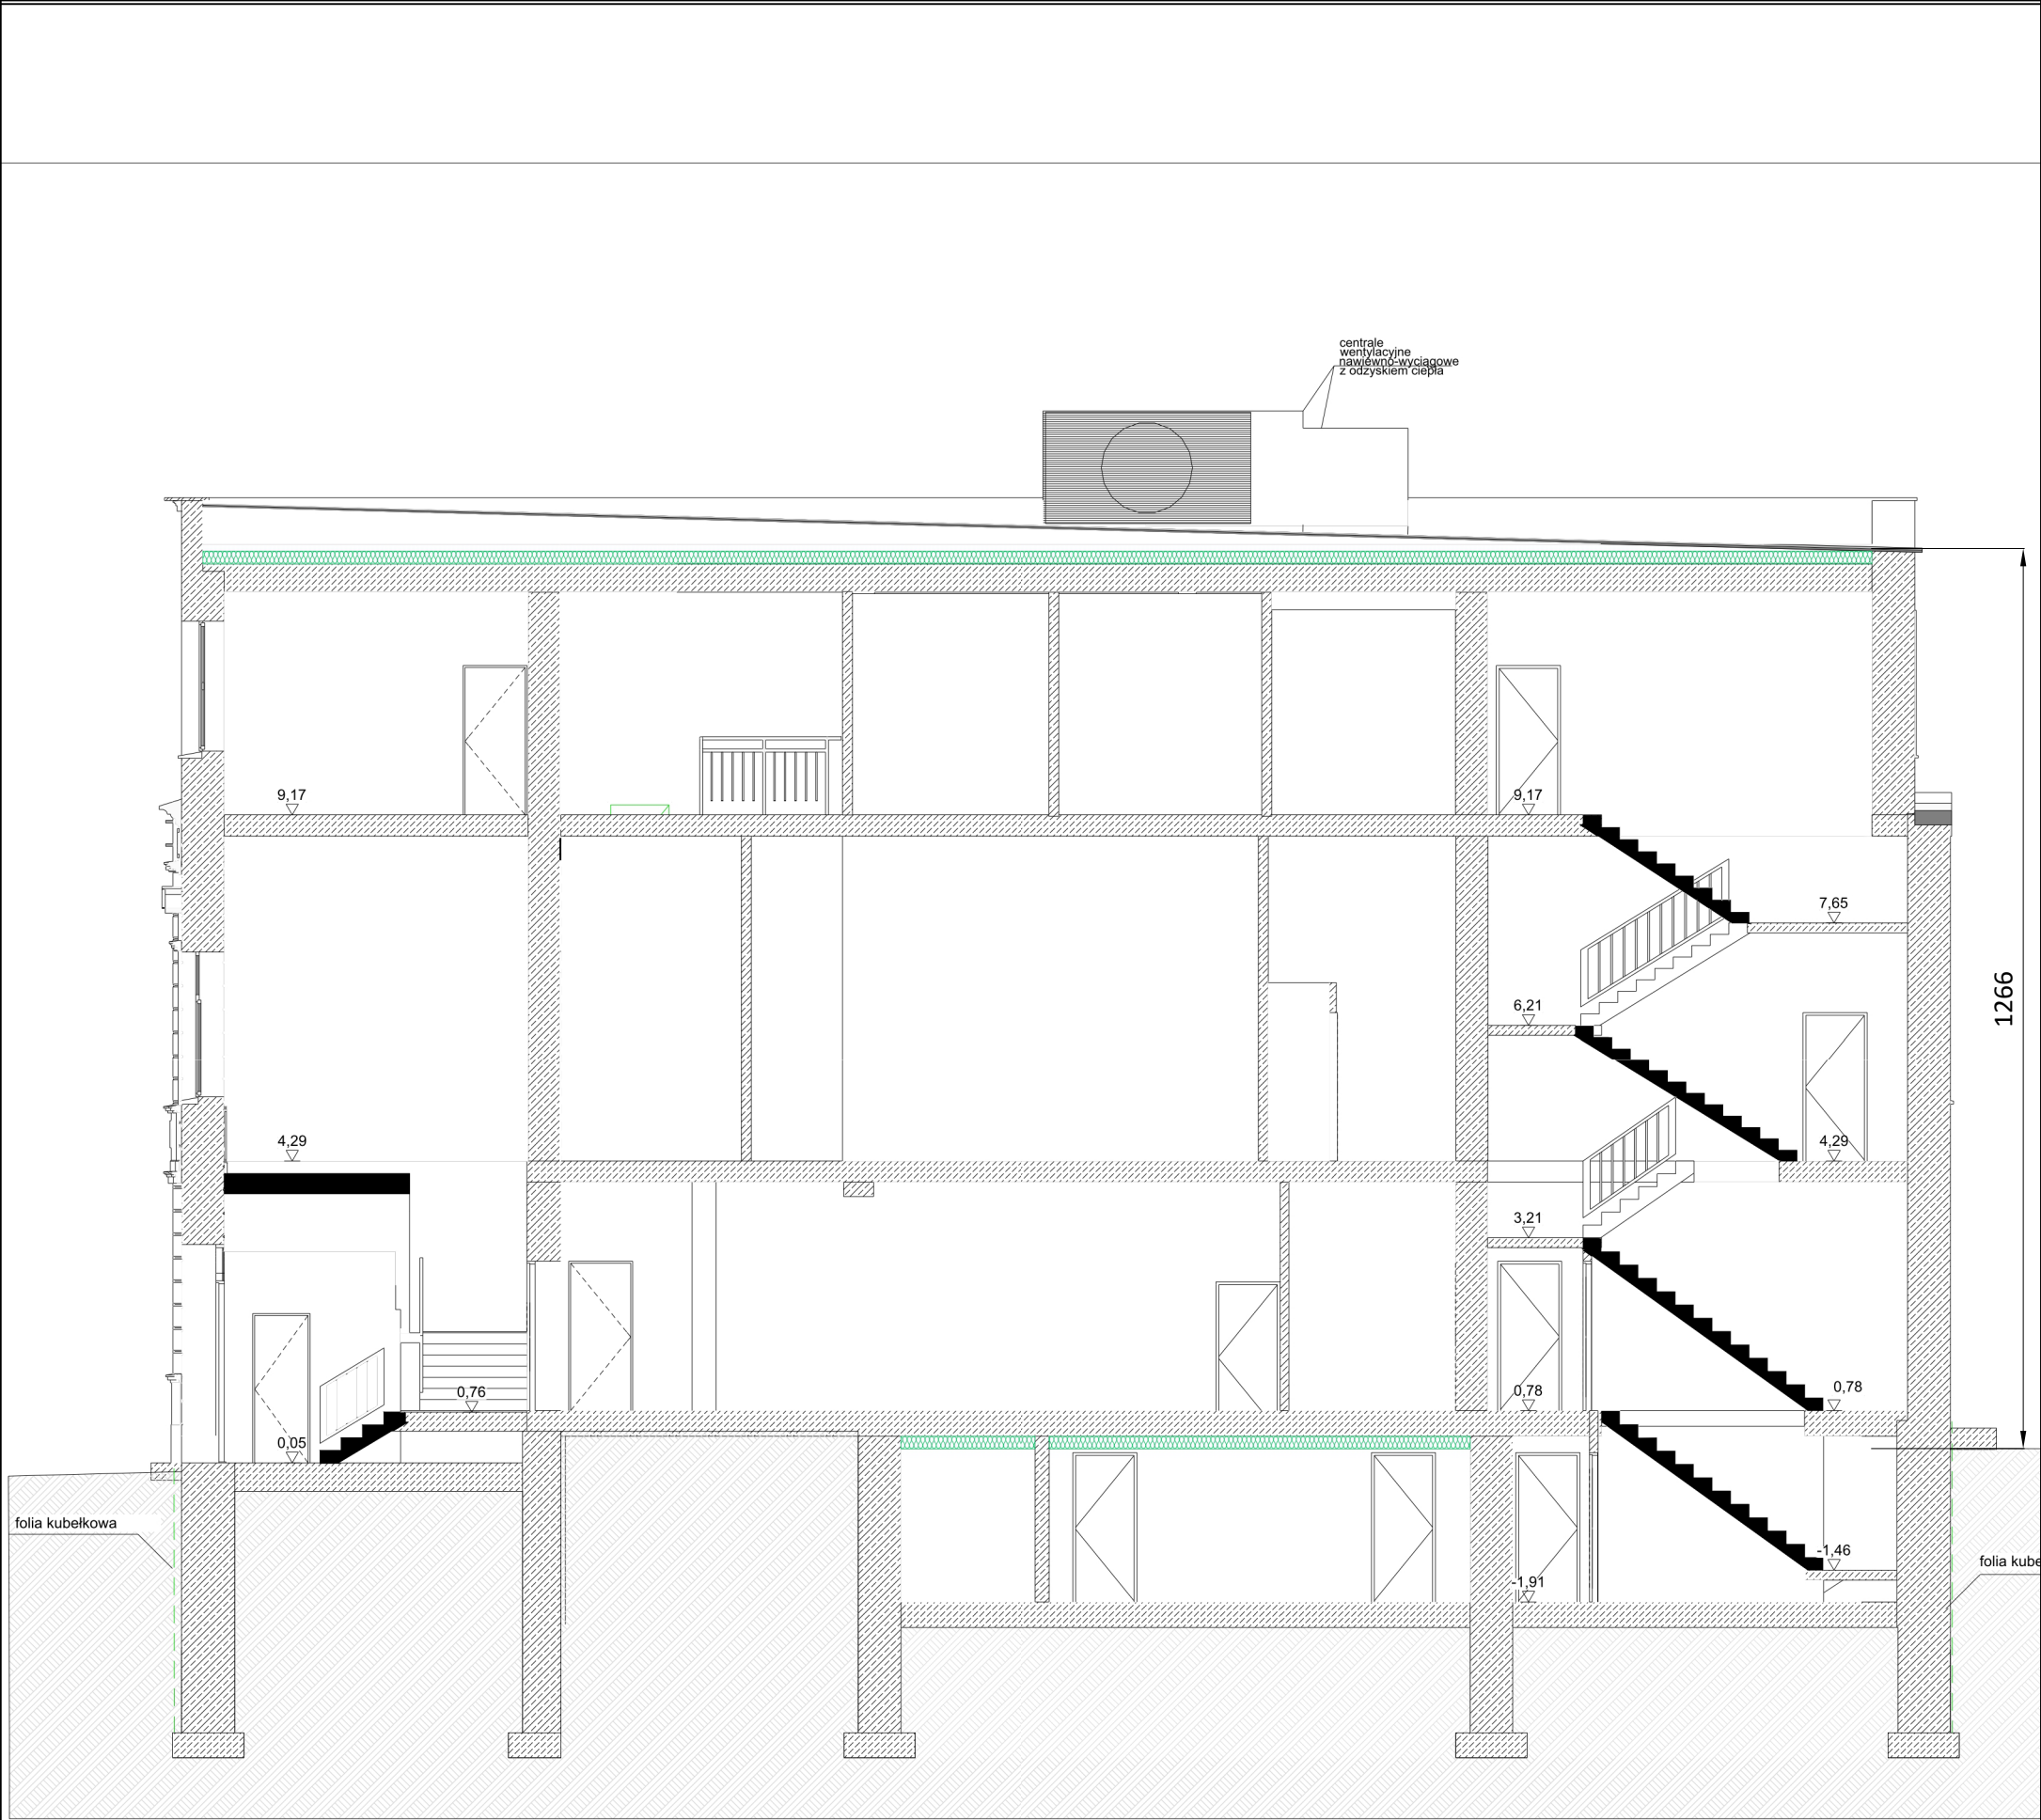 centrale
wentylacyjne
nawiewno-wyciągowe
z odzyskiem ciepła
9,17
9,17
7,65
6,21
1266
4,29
4,29
3,21
0,76
0,78
0,78
0,05
folia kubełkowa
-1,46
folia kube
-1,91